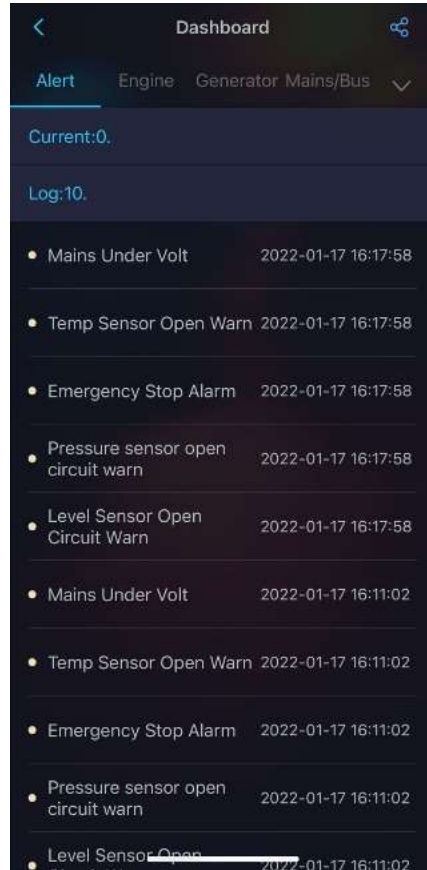 Dashboard
Alert Engine Generator Mains/Bus
Current:0.
Log:10.
Mains Under Volt 2022-01-17 16:17:58
Temp Sensor Open Warn 2022-01-17 16:17:58
Emergency Stop Alarm 2022-01-17 16:17:58
Pressure sensor open
circuit warn 2022-01-17 16:17:58
Level Sensor Open
Circuit Warn 2022-01-17 16:17:58
Mains Under Volt 2022-01-17 16:11:02
Temp Sensor Open Warn 2022-01-17 16:11:02
Emergency Stop Alarm 2022-01-17 16:11:02
Pressure sensor open
circuit warn 2022-01-17 16:11:02
Level Sensor Open
2022-01-17 16:11:02